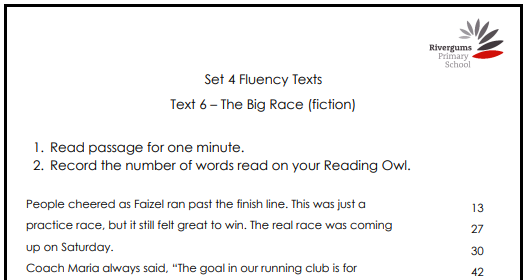 Rivergums
Primary
School
Set 4 Fluency Texts
Text 6 – The Big Race (fiction)
1. Read passage for one minute.
2. Record the number of words read on your Reading Owl.
People cheered as Faizel ran past the finish line. This was just a 13
practice race, but it still felt great to win. The real race was coming 27
up on Saturday. 30
Coach Maria always said, “The goal in our running club is for 42